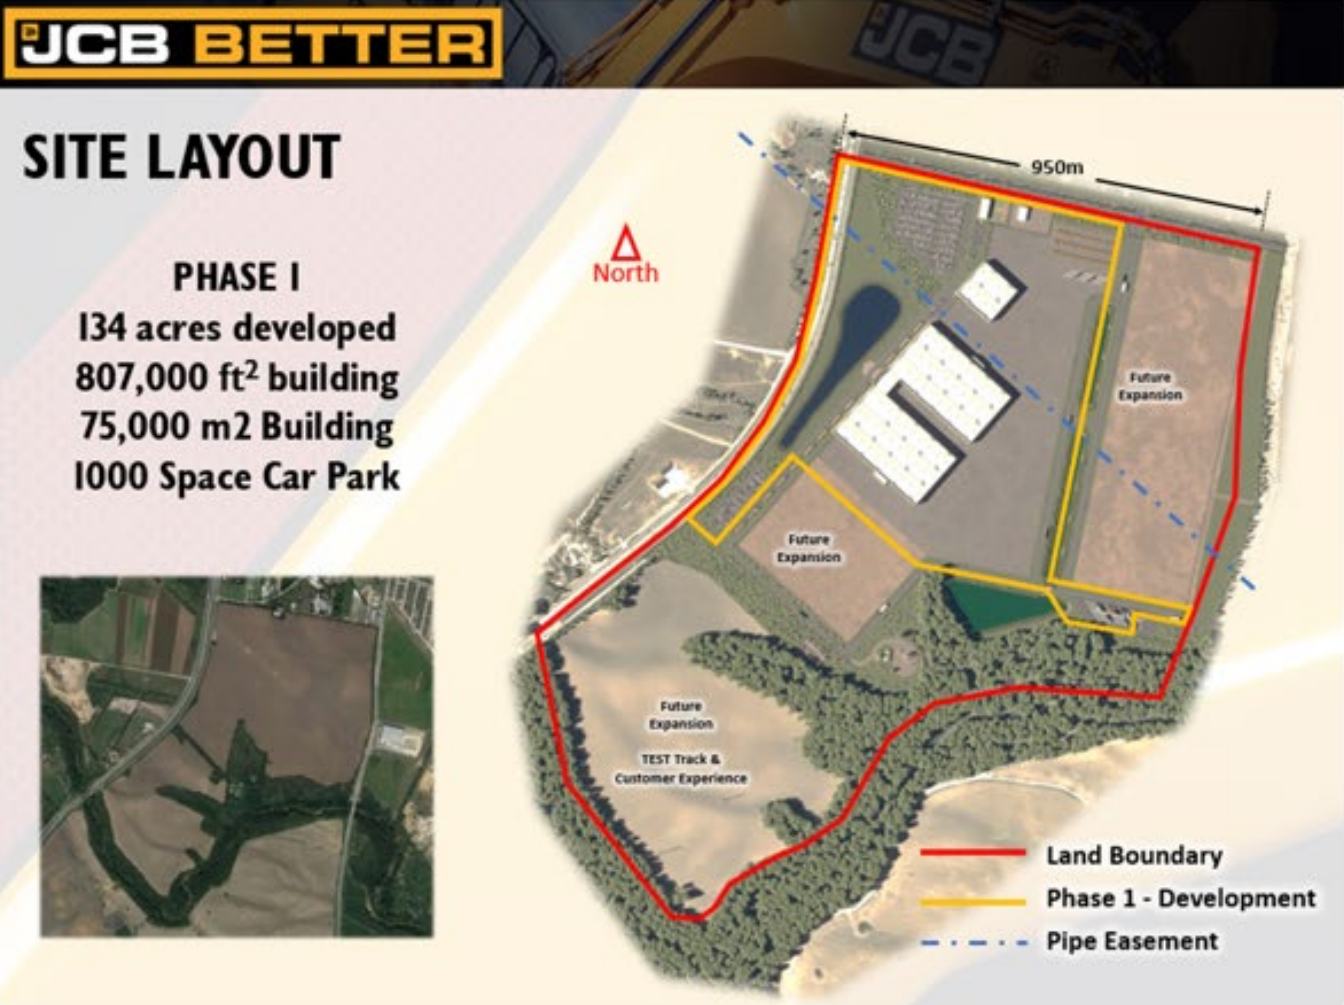 JCB BETTER
JCB
SITE LAYOUT
PHASE 1
134 acres developed
807,000 ft² building
75,000 m2 Building
1000 Space Car Park
North
950m
Future
Expansion
Future
Expansion
Future
Expansion
TEST Track &
Customer Experience
Land Boundary
Phase 1 - Development
Pipe Easement